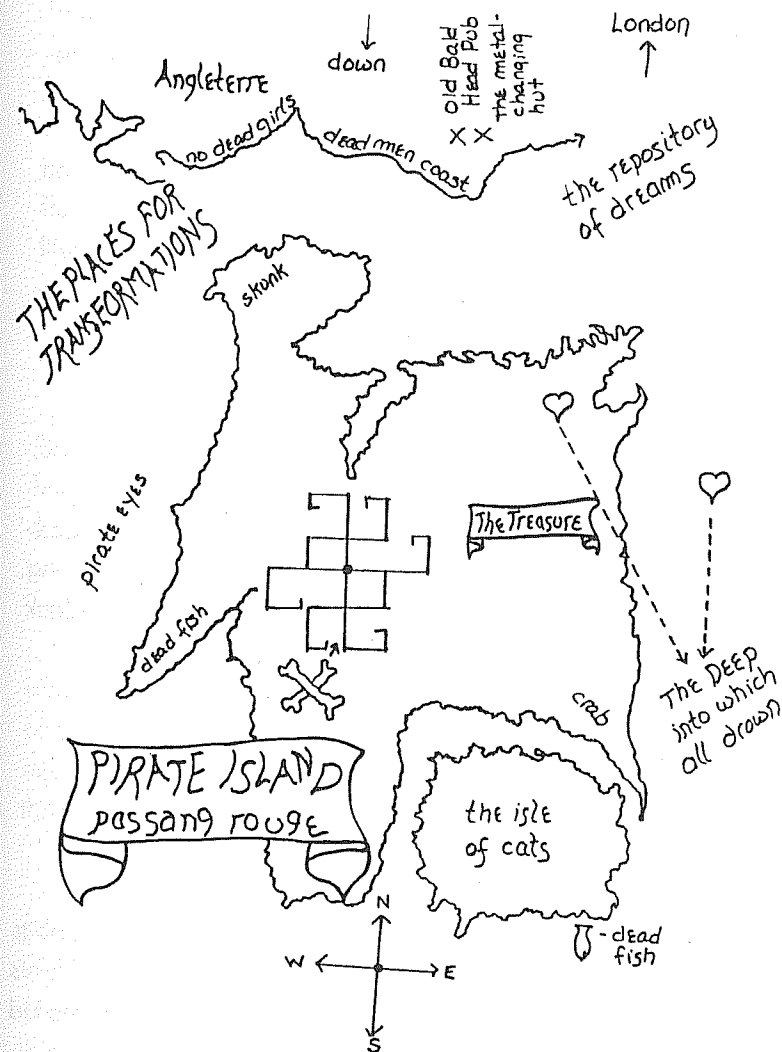 London
down
Old Bald
Head Pub
the metal-
changing
hut
Angleterre
no dead girls
dead men coast
the repository
of dreams
THE PLACES FOR
TRANSFORMATIONS
skunk
pirate eyes
The Treasure
dead fish
The Deep
into which
all drown
crab
PIRATE ISLAND
passang rouge
the isle
of cats
N
W
E
S
- dead
fish